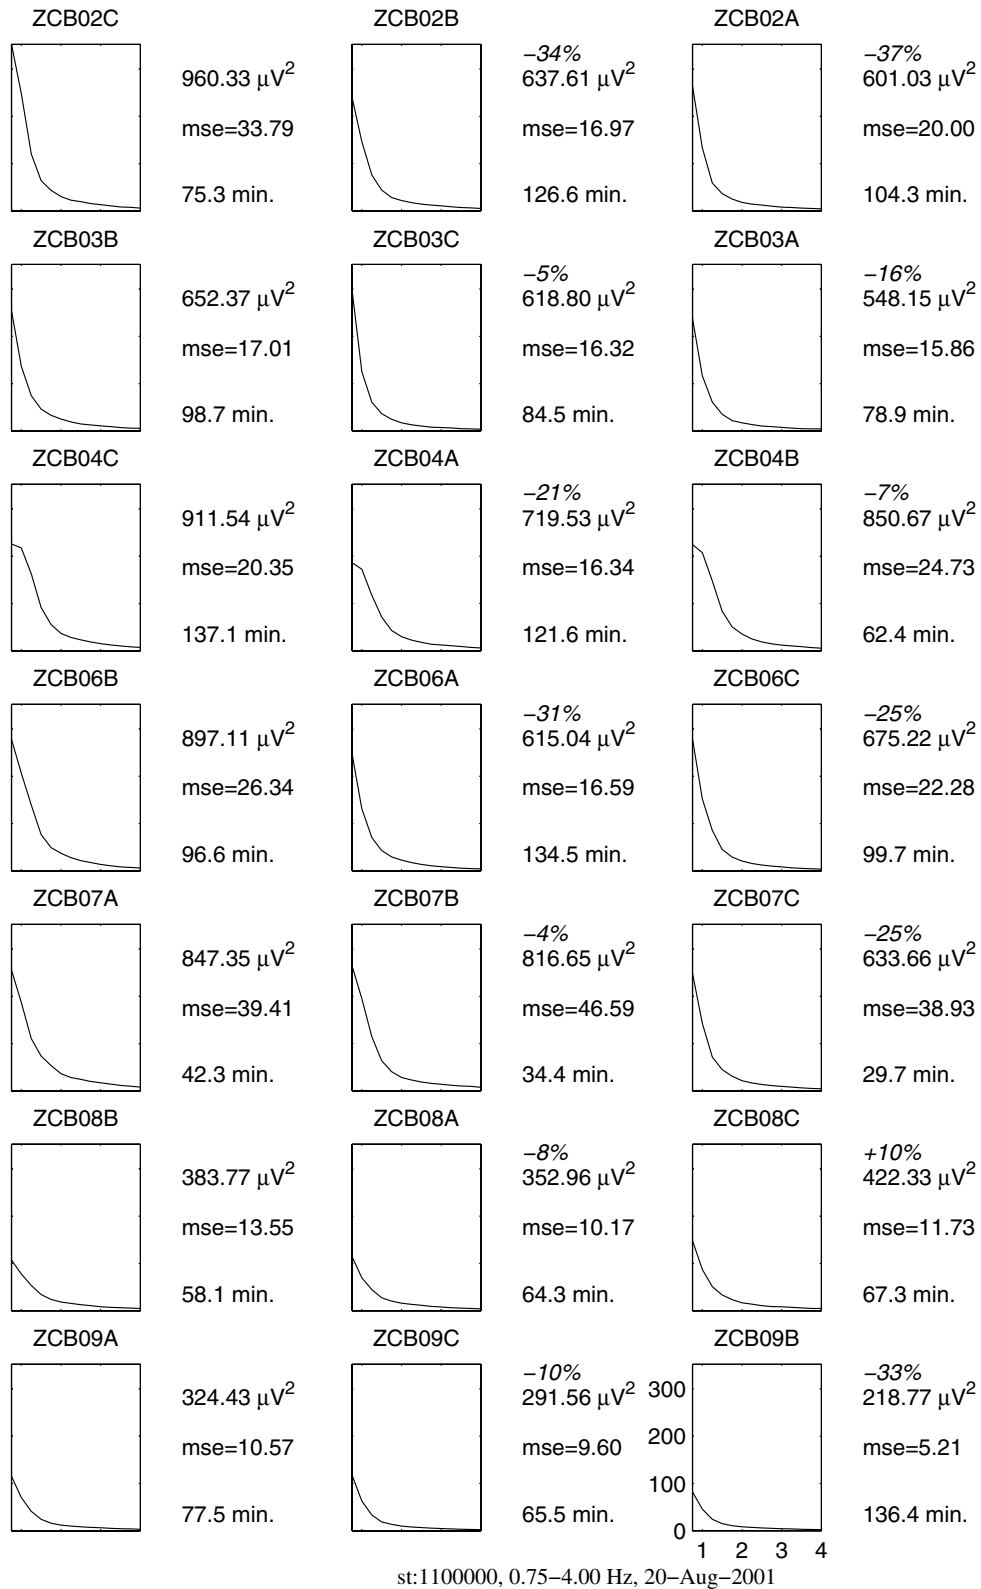 ZCB02C ZCB02B ZCB02A
−34% −37%
960.33 μV² 637.61 μV² 601.03 μV²
mse=33.79 mse=16.97 mse=20.00
75.3 min. 126.6 min. 104.3 min.
ZCB03B ZCB03C ZCB03A
−5% −16%
652.37 μV² 618.80 μV² 548.15 μV²
mse=17.01 mse=16.32 mse=15.86
98.7 min. 84.5 min. 78.9 min.
ZCB04C ZCB04A ZCB04B
−21% −7%
911.54 μV² 719.53 μV² 850.67 μV²
mse=20.35 mse=16.34 mse=24.73
137.1 min. 121.6 min. 62.4 min.
ZCB06B ZCB06A ZCB06C
−31% −25%
897.11 μV² 615.04 μV² 675.22 μV²
mse=26.34 mse=16.59 mse=22.28
96.6 min. 134.5 min. 99.7 min.
ZCB07A ZCB07B ZCB07C
−4% −25%
847.35 μV² 816.65 μV² 633.66 μV²
mse=39.41 mse=46.59 mse=38.93
42.3 min. 34.4 min. 29.7 min.
ZCB08B ZCB08A ZCB08C
−8% +10%
383.77 μV² 352.96 μV² 422.33 μV²
mse=13.55 mse=10.17 mse=11.73
58.1 min. 64.3 min. 67.3 min.
ZCB09A ZCB09C ZCB09B
−10% −33%
324.43 μV² 291.56 μV² 300 218.77 μV²
200
mse=10.57 mse=9.60 mse=5.21
100
77.5 min. 65.5 min. 136.4 min.
0
1 2 3 4
st:1100000, 0.75−4.00 Hz, 20−Aug−2001